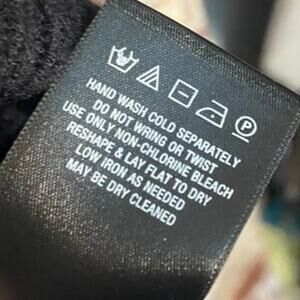 HAND WASH COLD SEPARATELY
DO NOT WRING OR TWIST
USE ONLY NON-CHLORINE BLEACH
RESHAPE & LAY FLAT TO DRY
LOW IRON AS NEEDED
MAY BE DRY CLEANED